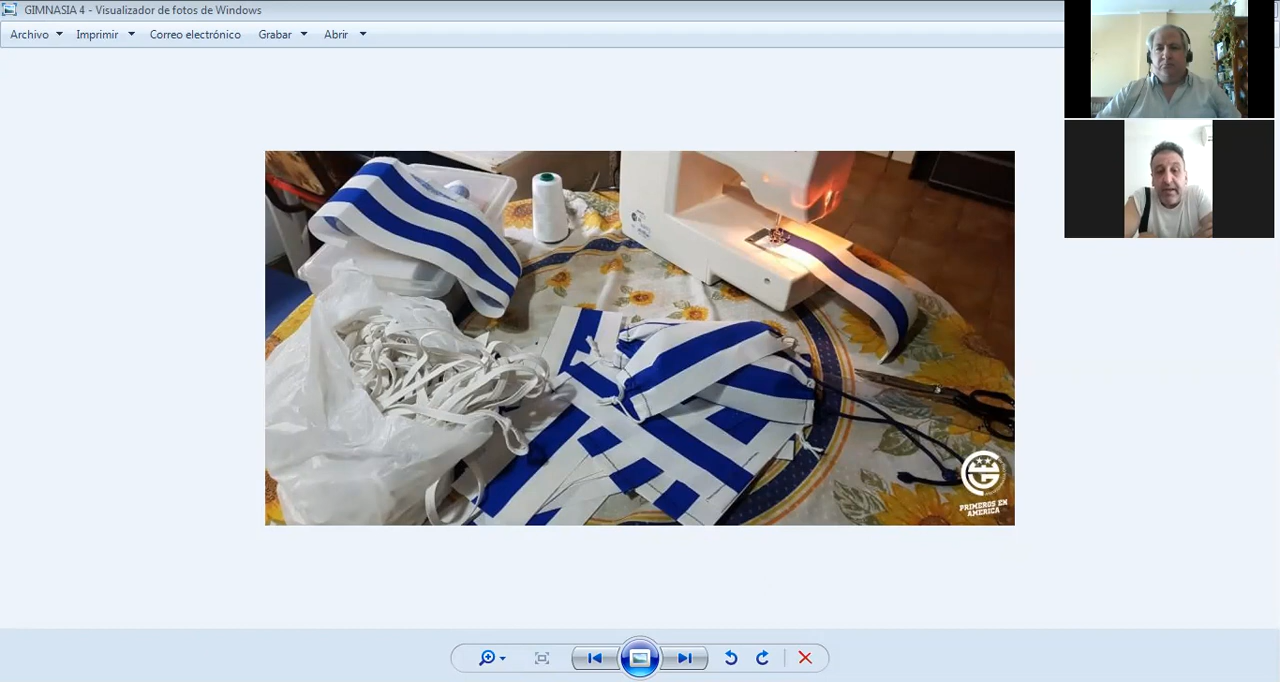 GIMNASIA 4 - Visualizador de fotos de Windows
Archivo Imprimir Correo electrónico Grabar Abrir
PRIMEROS EN
AMERICA